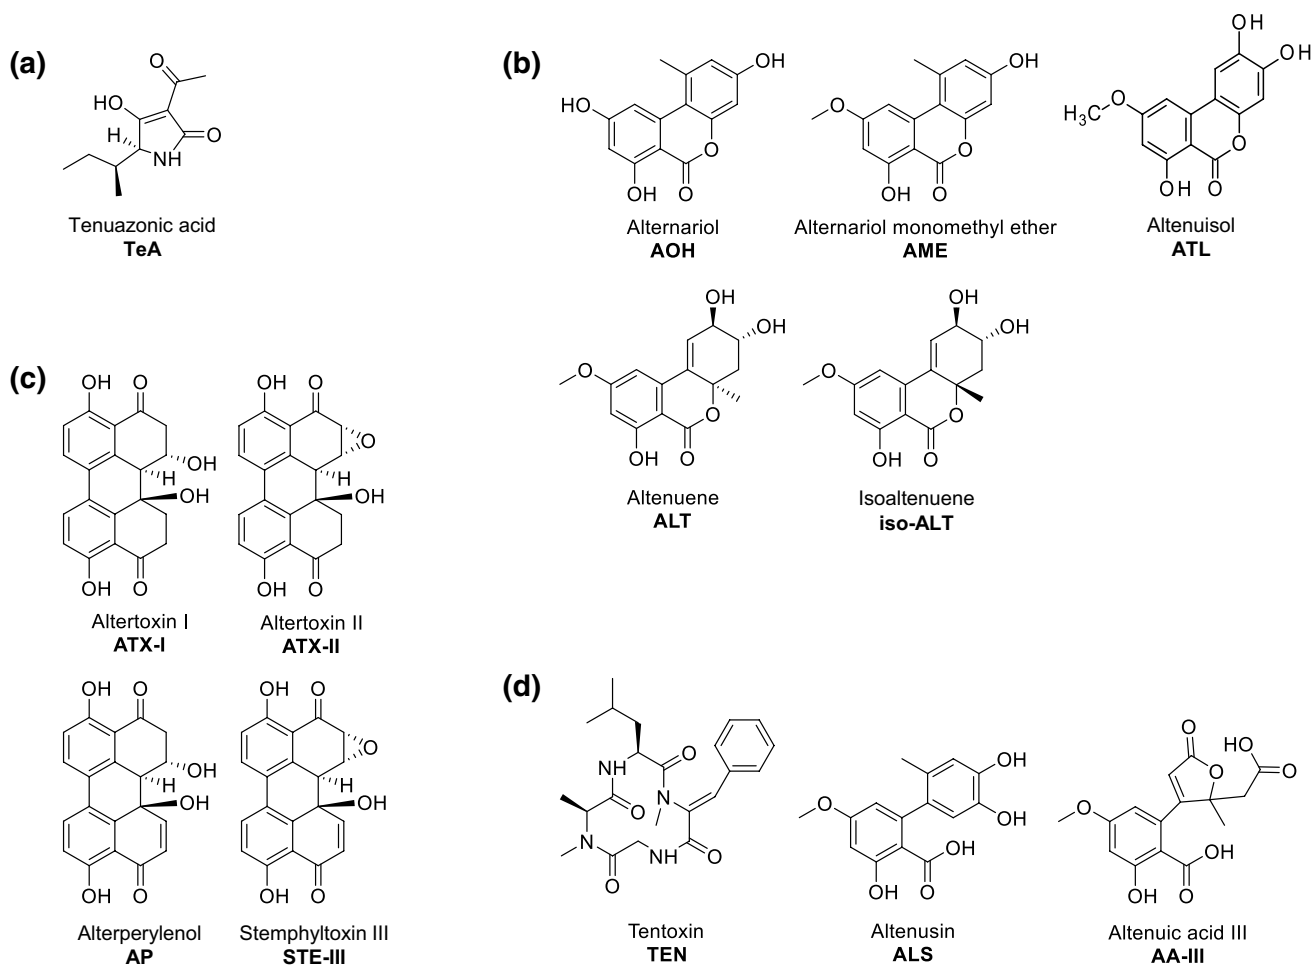 (a)
O
HO
H
O
NH
Tenuazonic acid
TeA
(b)
OH
HO
O
OH O
Alternariol
AOH
OH
O
O
OH O
Alternariol monomethyl ether
AME
OH
OH
O
H3C
O
OH O
Altenuisol
ATL
OH
OH
O
O
OH O
Altenuene
ALT
OH
OH
O
O
OH O
Isoaltenuene
iso-ALT
(c)
OH O
OH
H
OH
OH O
Altertoxin I
ATX-I
OH O
O
H
OH
OH O
Altertoxin II
ATX-II
OH O
OH
H
OH
OH O
Alterperylenol
AP
OH O
O
H
OH
OH O
Stemphyltoxin III
STE-III
(d)
O
NH
O
N
N
O
NH
O
Tentoxin
TEN
OH
O
OH
OH
OH O
Altenusin
ALS
O
HO
O
O
O
OH
OH O
Altenuic acid III
AA-III